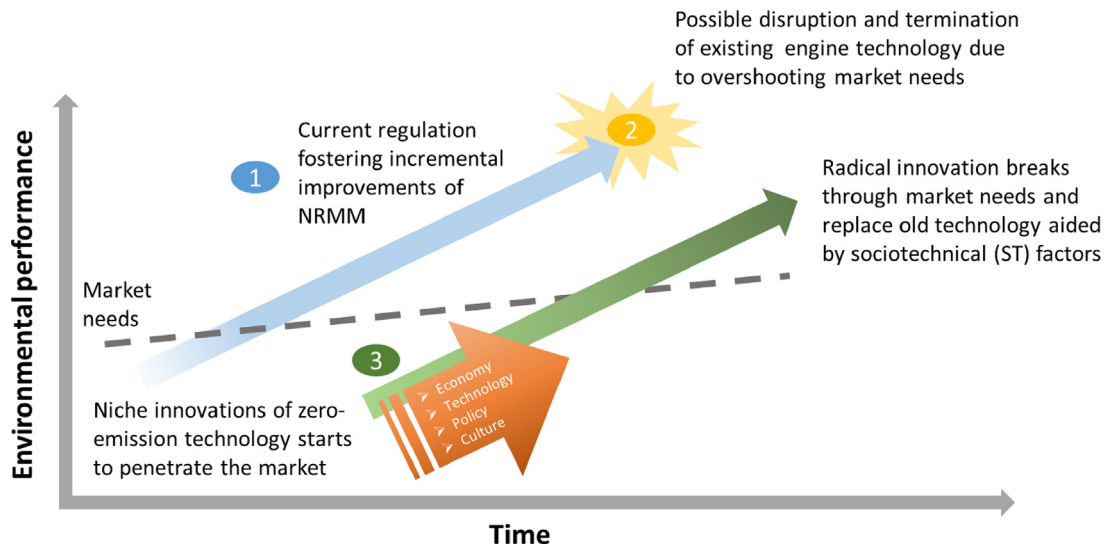 Possible disruption and termination
of existing engine technology due
to overshooting market needs
2
Current regulation
fostering incremental
improvements of
NRMM
1
Radical innovation breaks
through market needs and
replace old technology aided
by sociotechnical (ST) factors
Environmental performance
Market
needs
3
Economy
Technology
Policy
Culture
Niche innovations of zero-
emission technology starts
to penetrate the market
Time